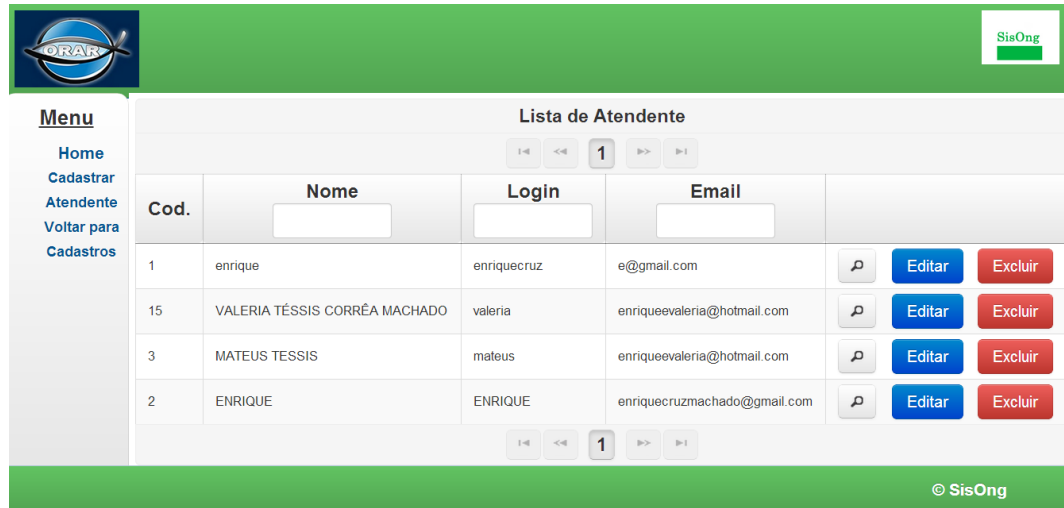 ORAR
SisOng
Menu
Home
Cadastrar
Atendente
Voltar para
Cadastros
Lista de Atendente
1
Cod. Nome Login Email
1 enrique enriquecruz e@gmail.com Editar Excluir
15 VALERIA TÉSSIS CORRÊA MACHADO valeria enriqueevaleria@hotmail.com Editar Excluir
3 MATEUS TESSIS mateus enriqueevaleria@hotmail.com Editar Excluir
2 ENRIQUE ENRIQUE enriquecruzmachado@gmail.com Editar Excluir
1
© SisOng